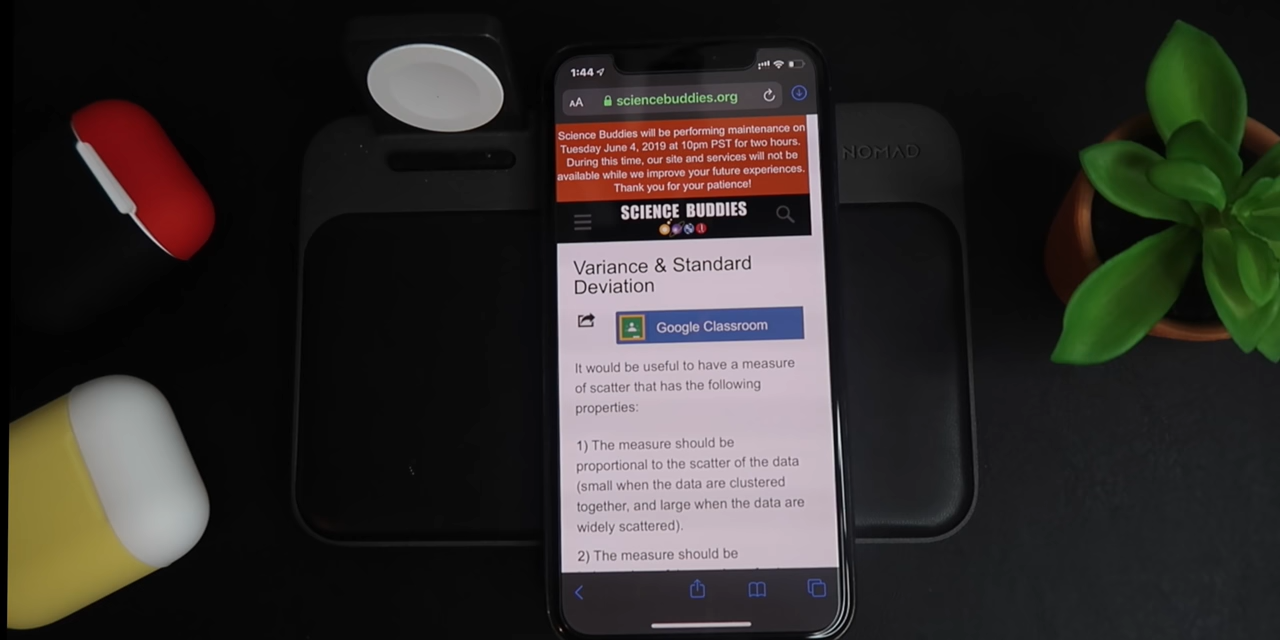 1:44
AA sciencebuddies.org
Science Buddies will be performing maintenance on
Tuesday June 4, 2019 at 10pm PST for two hours.
During this time, our site and services will not be
available while we improve your future experiences.
Thank you for your patience!
NOMAD
SCIENCE BUDDIES
Variance & Standard
Deviation
Google Classroom
It would be useful to have a measure
of scatter that has the following
properties:
1) The measure should be
proportional to the scatter of the data
(small when the data are clustered
together, and large when the data are
widely scattered).
2) The measure should be